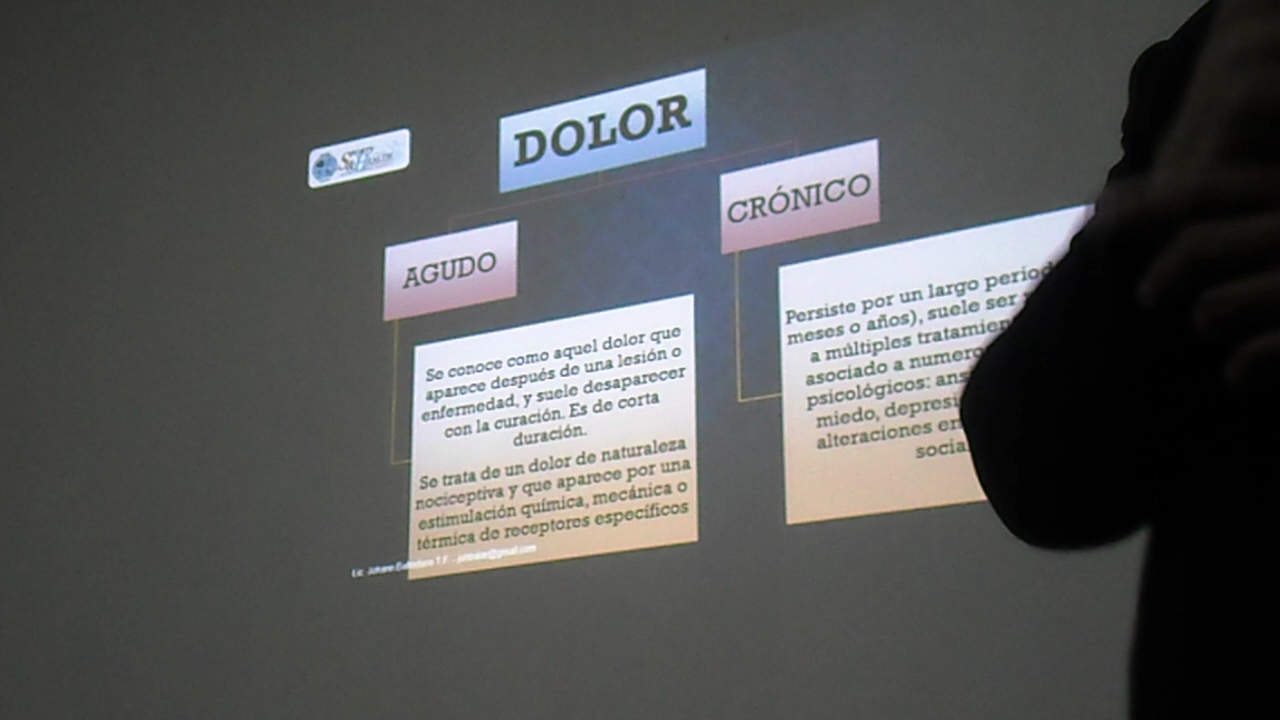 DOLOR
AGUDO
Se conoce como aquel dolor que
aparece después de una lesión o
enfermedad, y suele desaparecer
con la curación. Es de corta
duración.
Se trata de un dolor de naturaleza
nociceptiva y que aparece por una
estimulación química, mecánica o
térmica de receptores específicos
CRÓNICO
Persiste por un largo period
meses o años), suele ser
a múltiples tratamien
asociado a numero
psicológicos: ans
miedo, depresi
alteraciones en
socia
Lic. Johann